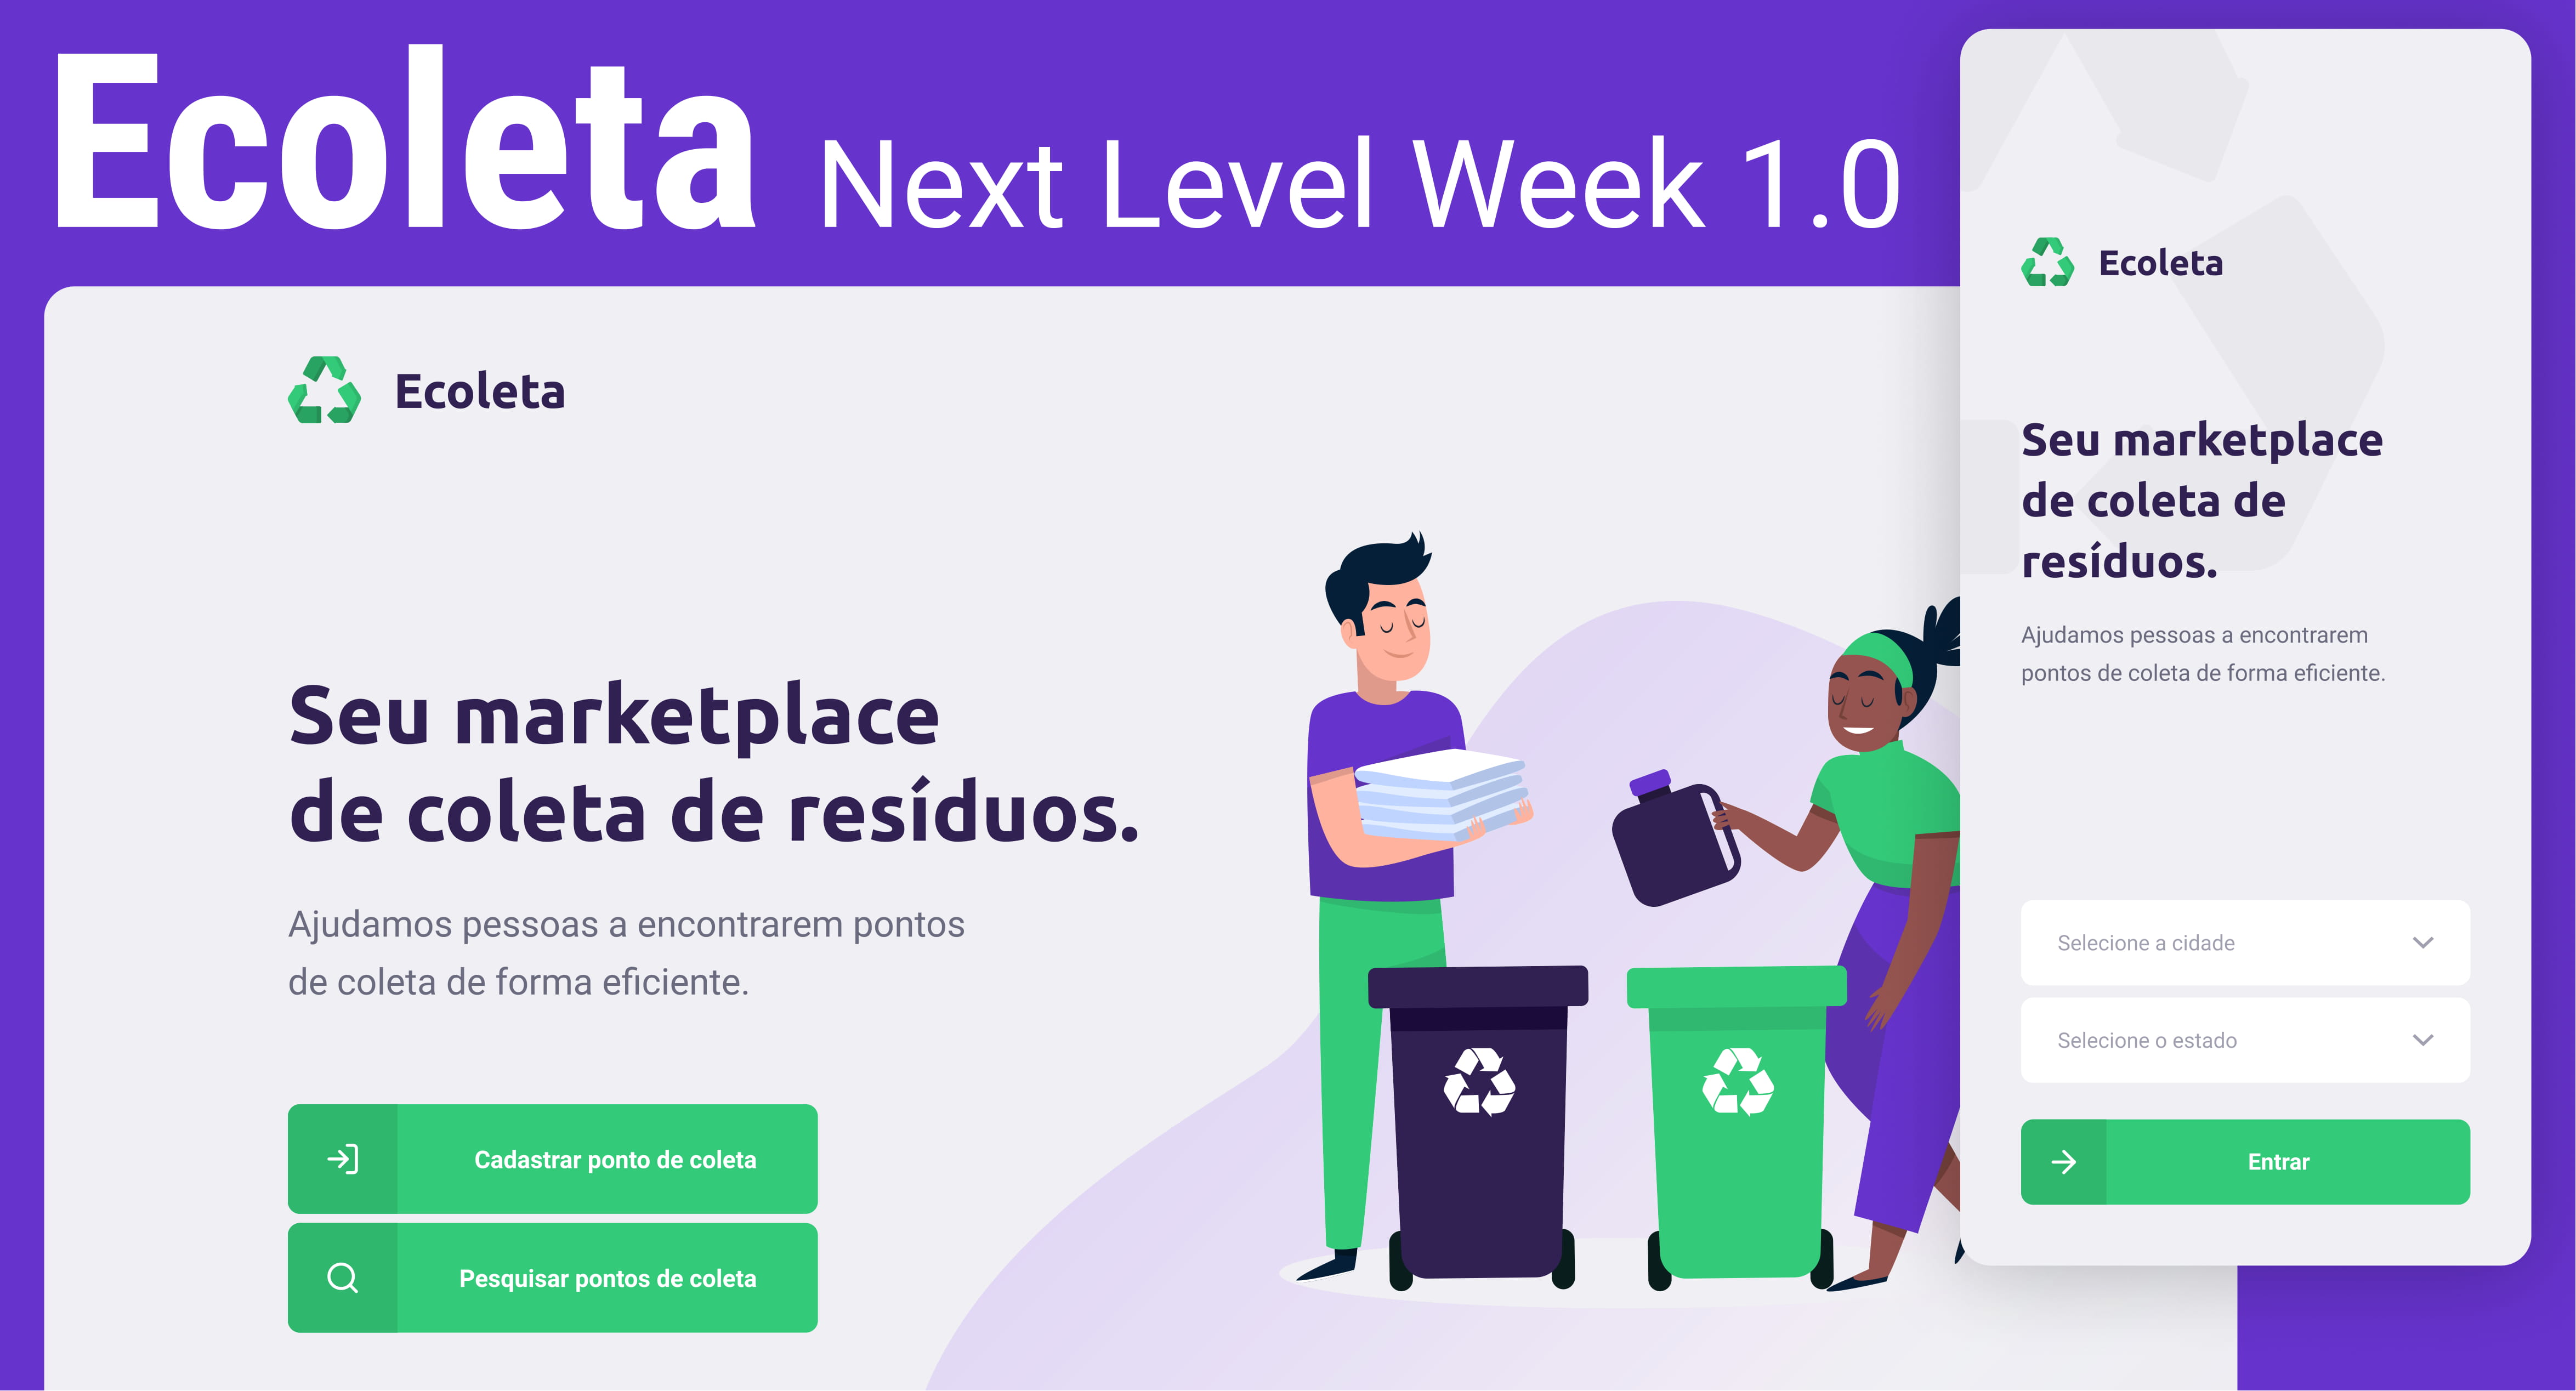 Ecoleta Next Level Week 1.0
Ecoleta
Seu marketplace
de coleta de resíduos.
Ajudamos pessoas a encontrarem pontos
de coleta de forma eficiente.
Cadastrar ponto de coleta
Pesquisar pontos de coleta
Ecoleta
Seu marketplace
de coleta de
resíduos.
Ajudamos pessoas a encontrarem
pontos de coleta de forma eficiente.
Selecione a cidade
Selecione o estado
Entrar